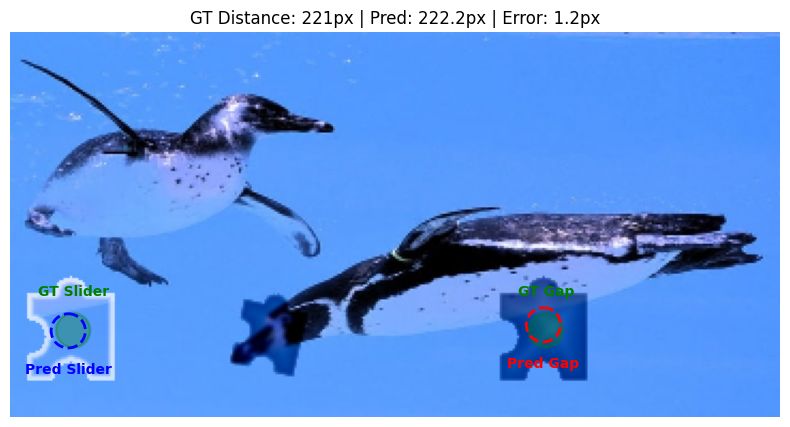 GT Distance: 221px | Pred: 222.2px | Error: 1.2px
GT Slider
GT Gap
Pred Gap
Pred Slider